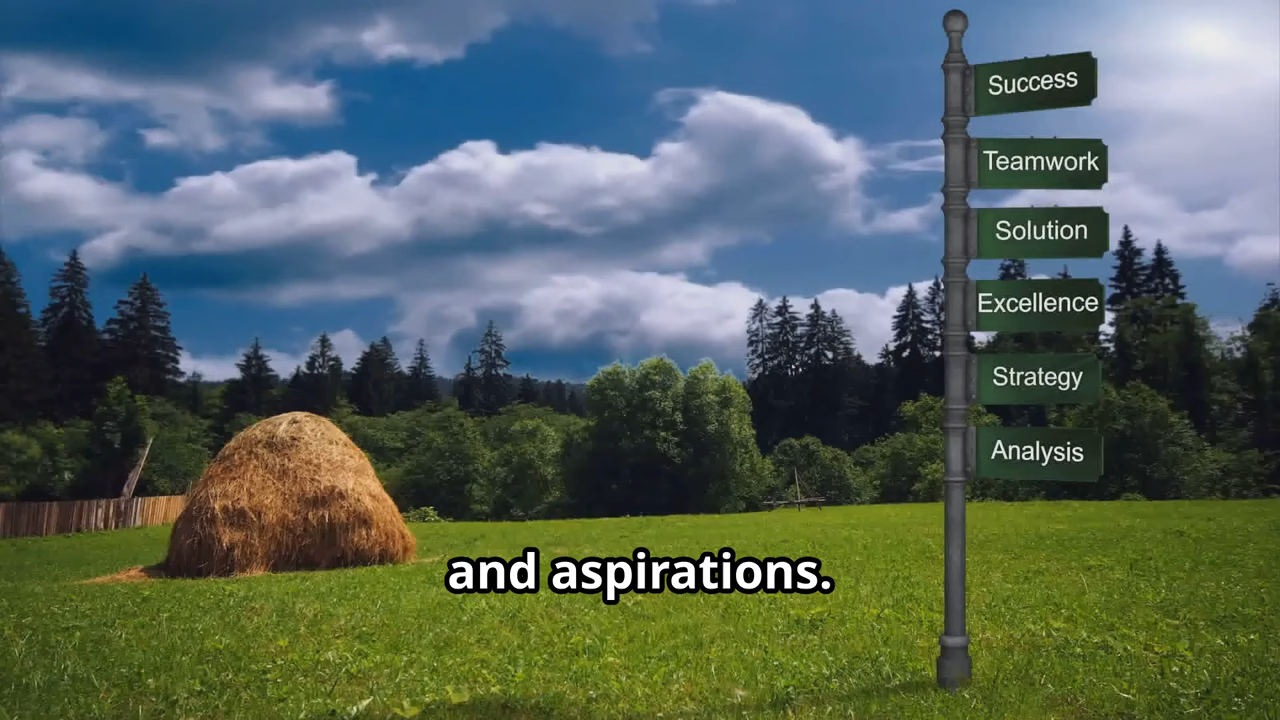 Success
Teamwork
Solution
Excellence
Strategy
Analysis
and aspirations.